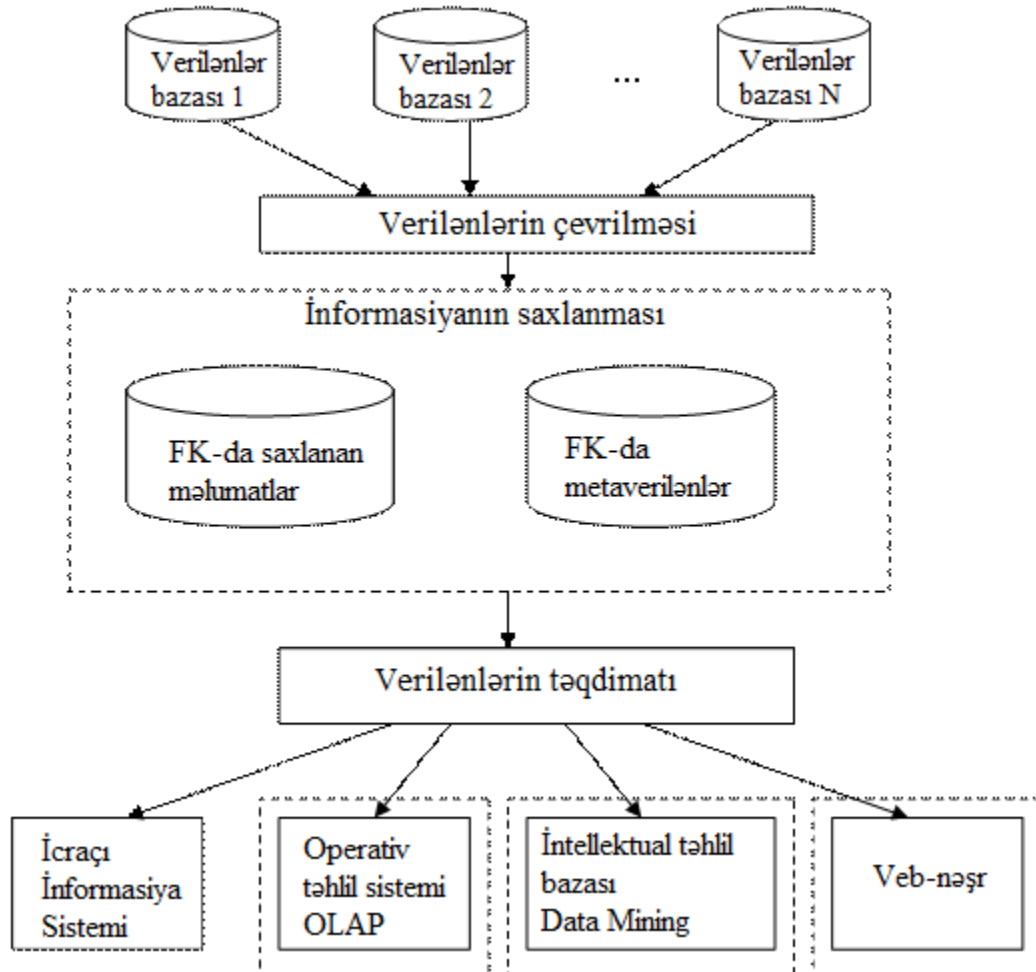 Verilənlər
bazası 1
Verilənlər
bazası 2
...
Verilənlər
bazası N
Verilənlərin çevrilməsi
İnformasiyanın saxlanması
FK-da saxlanan
məlumatlar
FK-da
metaverilənlər
Verilənlərin təqdimatı
İcraçı
İnformasiya
Sistemi
Operativ
təhlil sistemi
OLAP
İntellektual təhlil
bazası
Data Mining
Veb-nəşr